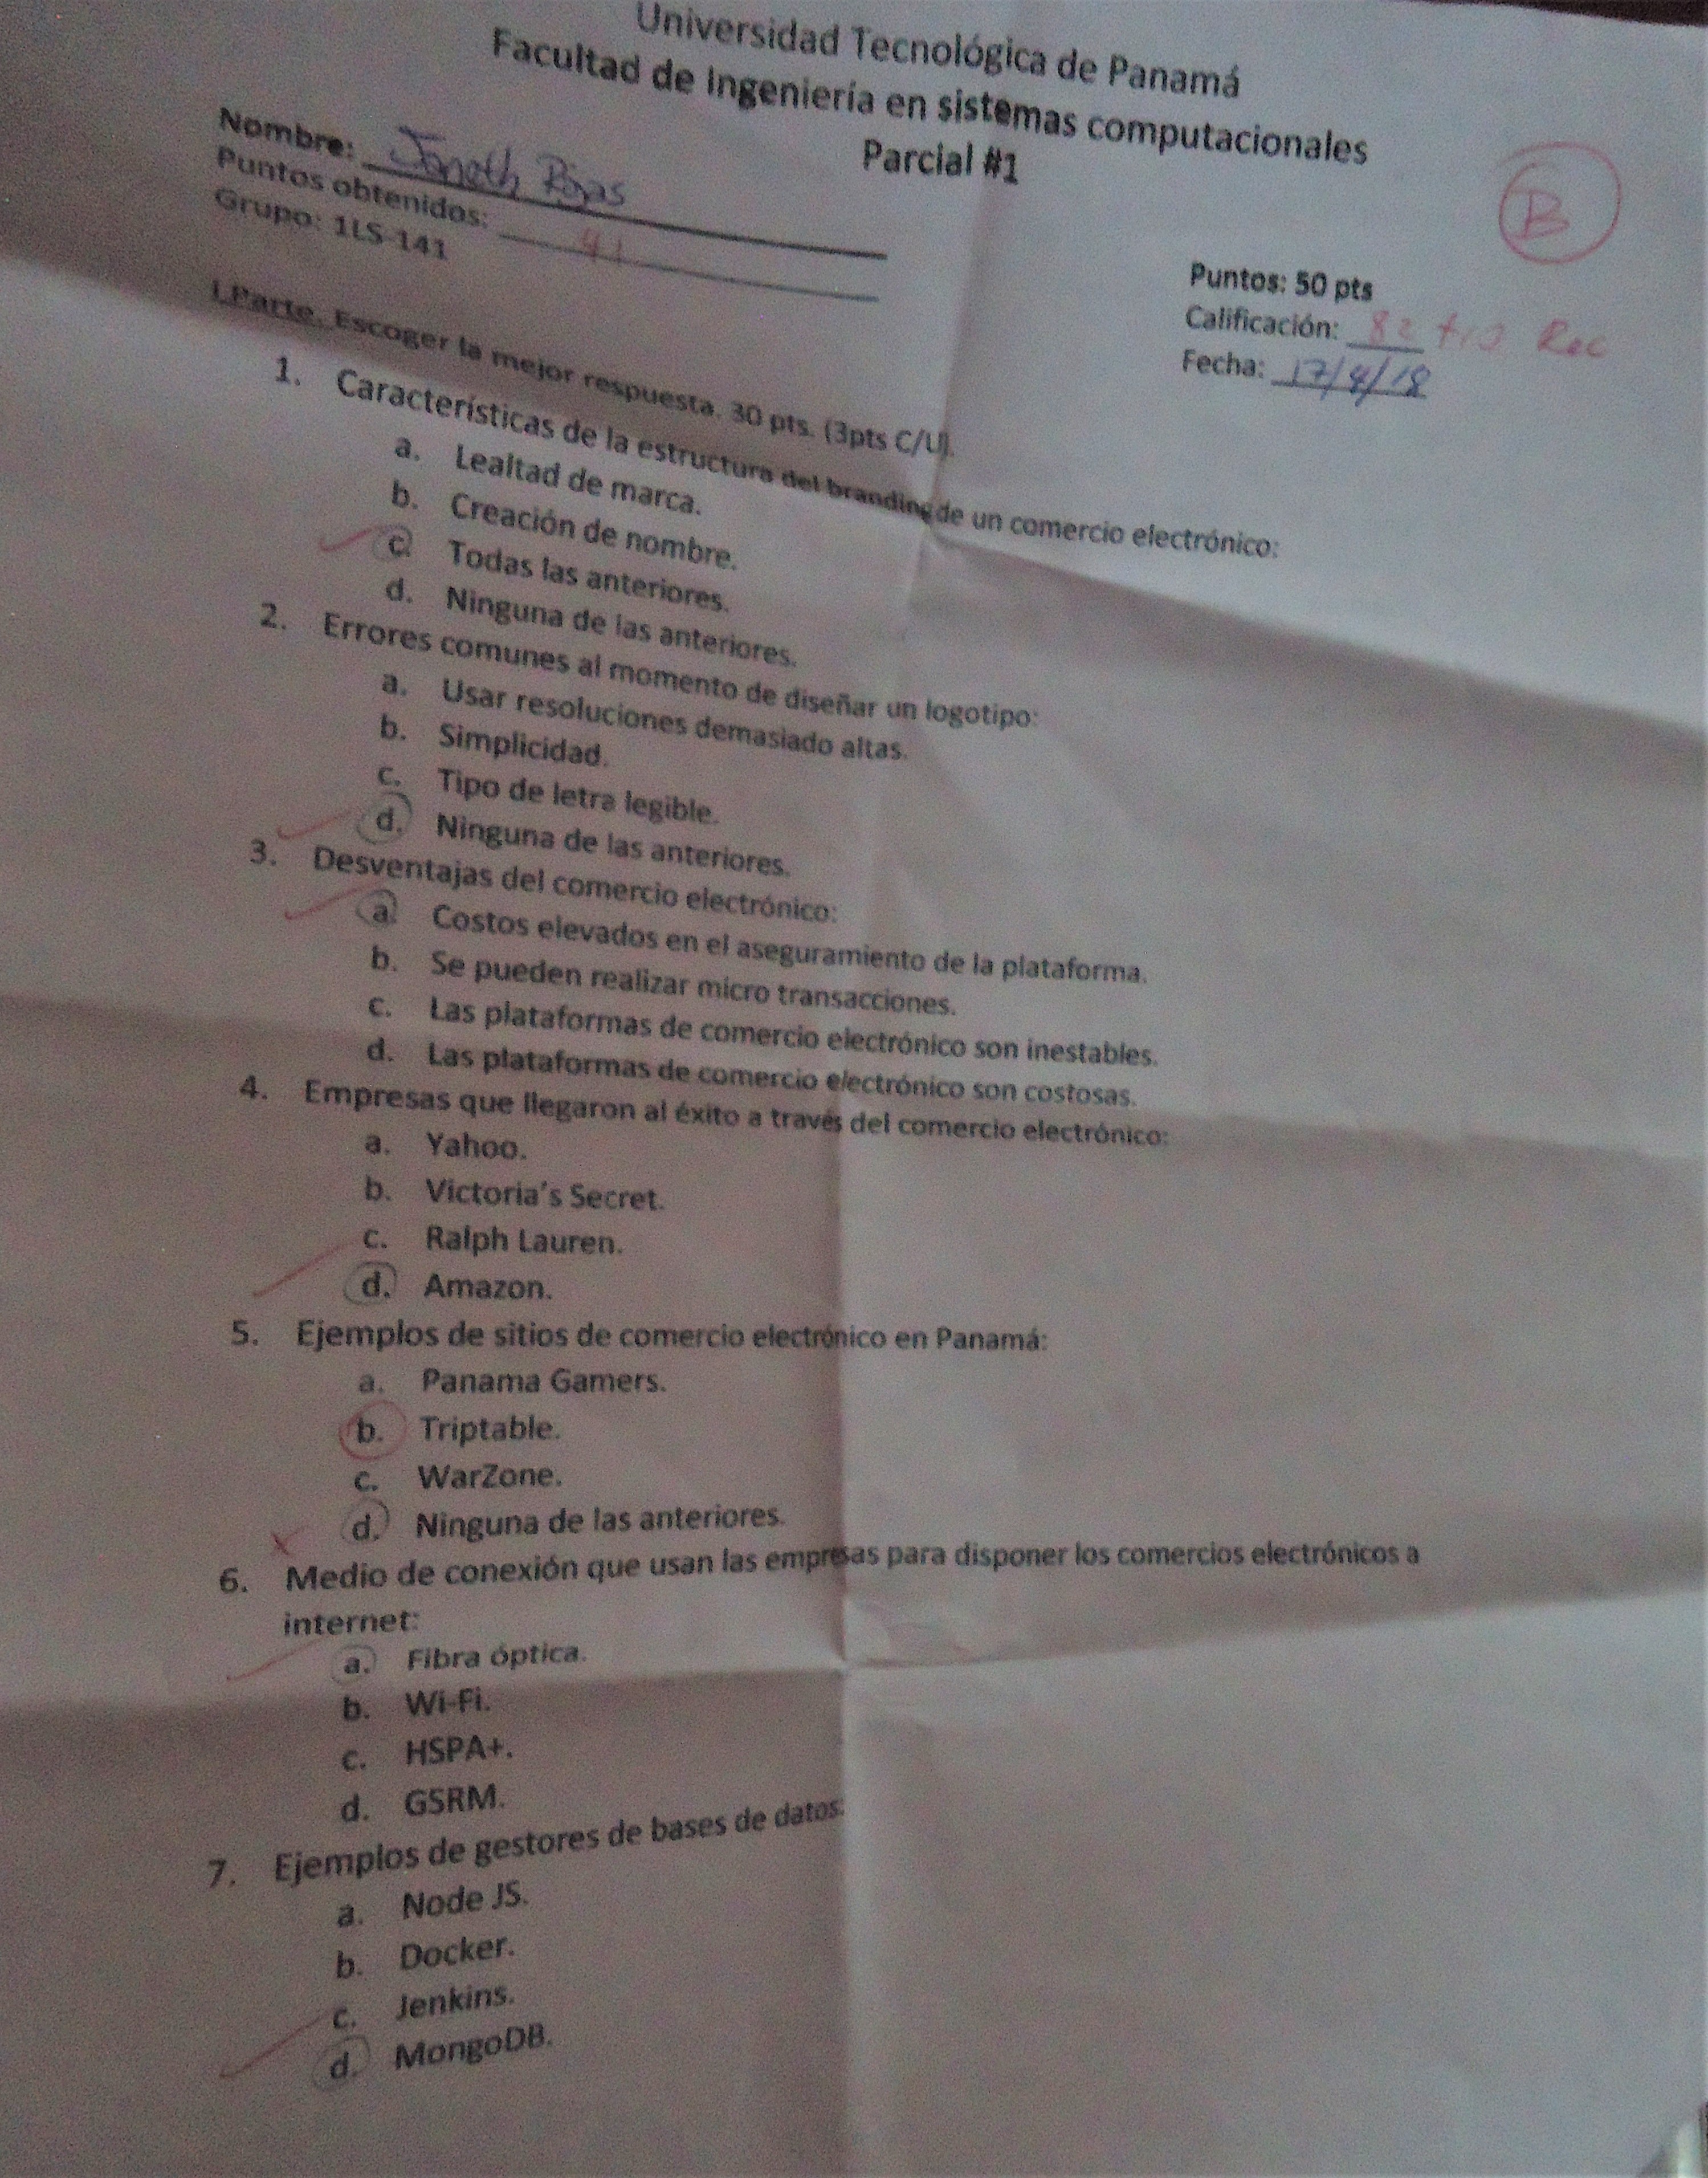 Universidad Tecnológica de Panamá
Facultad de Ingeniería en sistemas computacionales
Parcial #1
B
Nombre: Janeth Rojas
Puntos obtenidos: 41
Grupo: 1LS-141
Puntos: 50 pts
Calificación: 82 +10 Rec
Fecha: 17/9/18
I.Parte. Escoger la mejor respuesta. 30 pts. (3pts C/U).
1. Características de la estructura del branding de un comercio electrónico:
a. Lealtad de marca.
b. Creación de nombre.
c. Todas las anteriores.
d. Ninguna de las anteriores.
2. Errores comunes al momento de diseñar un logotipo:
a. Usar resoluciones demasiado altas.
b. Simplicidad.
c. Tipo de letra legible.
d. Ninguna de las anteriores.
3. Desventajas del comercio electrónico:
a. Costos elevados en el aseguramiento de la plataforma.
b. Se pueden realizar micro transacciones.
c. Las plataformas de comercio electrónico son inestables.
d. Las plataformas de comercio electrónico son costosas.
4. Empresas que llegaron al éxito a través del comercio electrónico:
a. Yahoo.
b. Victoria's Secret.
c. Ralph Lauren.
d. Amazon.
5. Ejemplos de sitios de comercio electrónico en Panamá:
a. Panama Gamers.
b. Triptable.
c. WarZone.
d. Ninguna de las anteriores.
6. Medio de conexión que usan las empresas para disponer los comercios electrónicos a
internet:
a. Fibra óptica.
b. Wi-Fi.
c. HSPA+.
d. GSRM.
7. Ejemplos de gestores de bases de datos:
a. Node JS.
b. Docker.
c. Jenkins.
d. MongoDB.